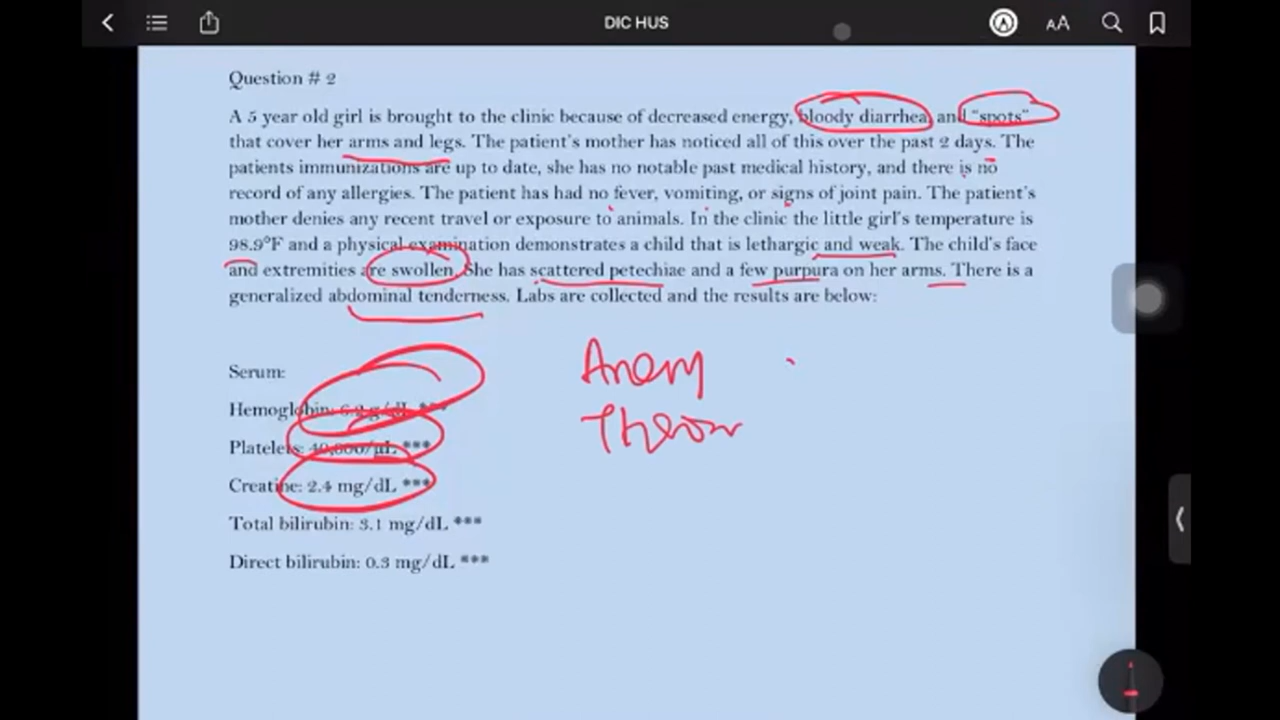 DIC HUS
AA
Question # 2
A 5 year old girl is brought to the clinic because of decreased energy, bloody diarrhea, and "spots"
that cover her arms and legs. The patient's mother has noticed all of this over the past 2 days. The
patients immunizations are up to date, she has no notable past medical history, and there is no
record of any allergies. The patient has had no fever, vomiting, or signs of joint pain. The patient's
mother denies any recent travel or exposure to animals. In the clinic the little girl's temperature is
98.9°F and a physical examination demonstrates a child that is lethargic and weak. The child's face
and extremities are swollen. She has scattered petechiae and a few purpura on her arms. There is a
generalized abdominal tenderness. Labs are collected and the results are below:
Serum:
Hemoglobin: 6.2 g/dL ***
Platelets: 40,000/µL ***
Creatine: 2.4 mg/dL ***
Total bilirubin: 3.1 mg/dL ***
Direct bilirubin: 0.3 mg/dL ***